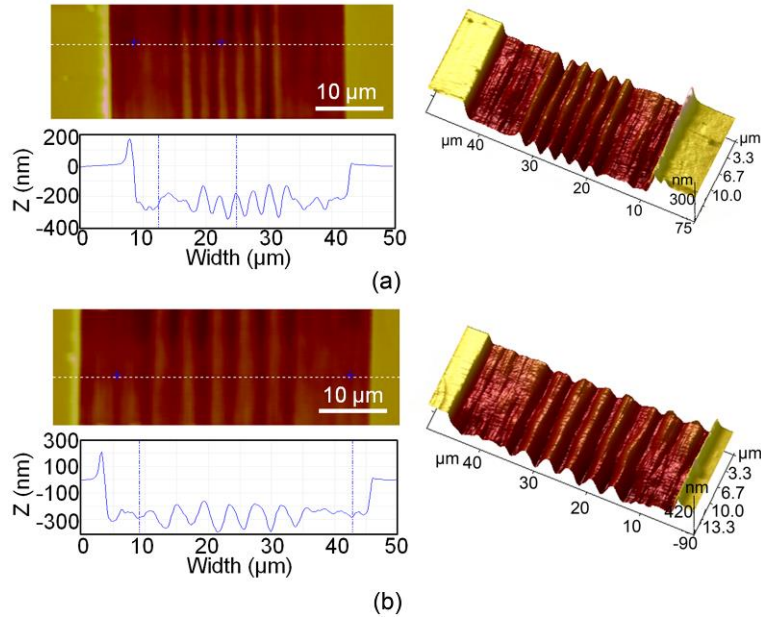 10 µm
200
0
-200
-400
Z (nm)
0 10 20 30 40 50
Width (µm)
µm
40
30
20
10
µm
3.3
6.7
10.0
nm
300
75
(a)
10 µm
300
100
-100
-300
Z (nm)
0 10 20 30 40 50
Width (µm)
µm
40
30
20
10
µm
3.3
6.7
10.0
13.3
nm
420
-90
(b)